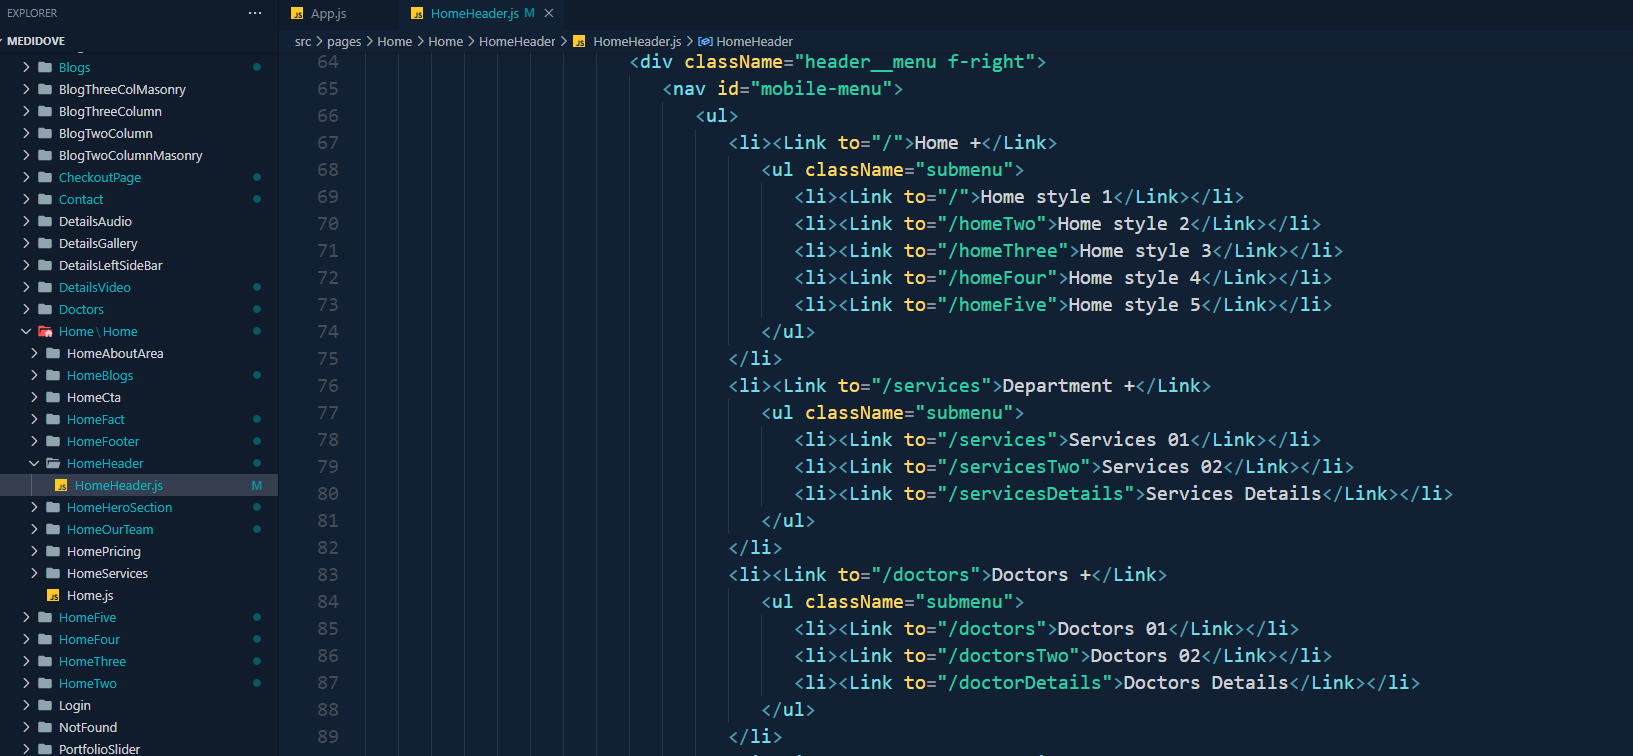 EXPLORER ···
MEDIDOVE
Blogs
BlogThreeColMasonry
BlogThreeColumn
BlogTwoColumn
BlogTwoColumnMasonry
CheckoutPage
Contact
DetailsAudio
DetailsGallery
DetailsLeftSideBar
DetailsVideo
Doctors
Home \ Home
HomeAboutArea
HomeBlogs
HomeCta
HomeFact
HomeFooter
HomeHeader
JS HomeHeader.js M
HomeHeroSection
HomeOurTeam
HomePricing
HomeServices
JS Home.js
HomeFive
HomeFour
HomeThree
HomeTwo
Login
NotFound
PortfolioSlider
JS App.js JS HomeHeader.js M ×
src > pages > Home > Home > HomeHeader > JS HomeHeader.js > HomeHeader
64 <div className="header__menu f-right">
65 <nav id="mobile-menu">
66 <ul>
67 <li><Link to="/">Home +</Link>
68 <ul className="submenu">
69 <li><Link to="/">Home style 1</Link></li>
70 <li><Link to="/homeTwo">Home style 2</Link></li>
71 <li><Link to="/homeThree">Home style 3</Link></li>
72 <li><Link to="/homeFour">Home style 4</Link></li>
73 <li><Link to="/homeFive">Home style 5</Link></li>
74 </ul>
75 </li>
76 <li><Link to="/services">Department +</Link>
77 <ul className="submenu">
78 <li><Link to="/services">Services 01</Link></li>
79 <li><Link to="/servicesTwo">Services 02</Link></li>
80 <li><Link to="/servicesDetails">Services Details</Link></li>
81 </ul>
82 </li>
83 <li><Link to="/doctors">Doctors +</Link>
84 <ul className="submenu">
85 <li><Link to="/doctors">Doctors 01</Link></li>
86 <li><Link to="/doctorsTwo">Doctors 02</Link></li>
87 <li><Link to="/doctorDetails">Doctors Details</Link></li>
88 </ul>
89 </li>